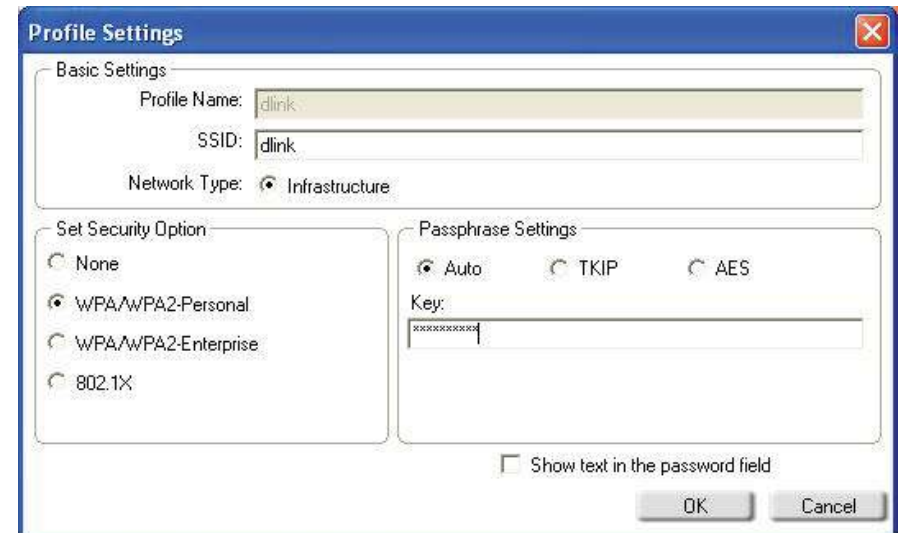 Profile Settings
Basic Settings
Profile Name: dlink
SSID: dlink
Network Type: Infrastructure
Set Security Option
None
WPA/WPA2-Personal
WPA/WPA2-Enterprise
802.1X
Passphrase Settings
Auto TKIP AES
Key:
xxxxxxxxxx
Show text in the password field
OK Cancel